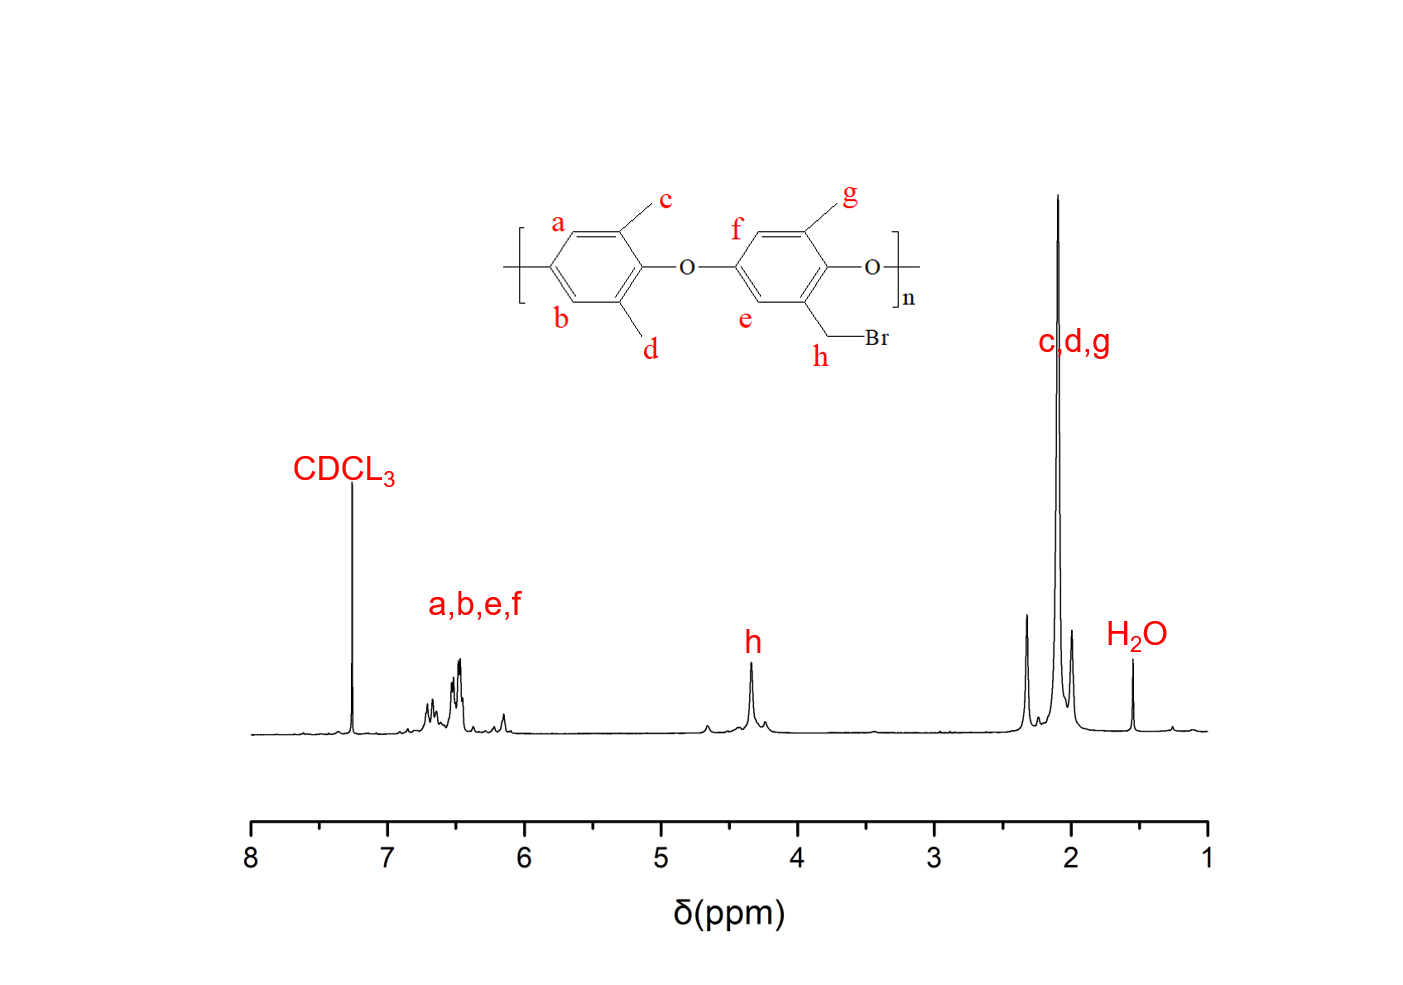 c
g
a
f
O
O
n
b
e
d
h
Br
c,d,g
CDCL₃
a,b,e,f
h
H₂O
8 7 6 5 4 3 2 1
δ(ppm)